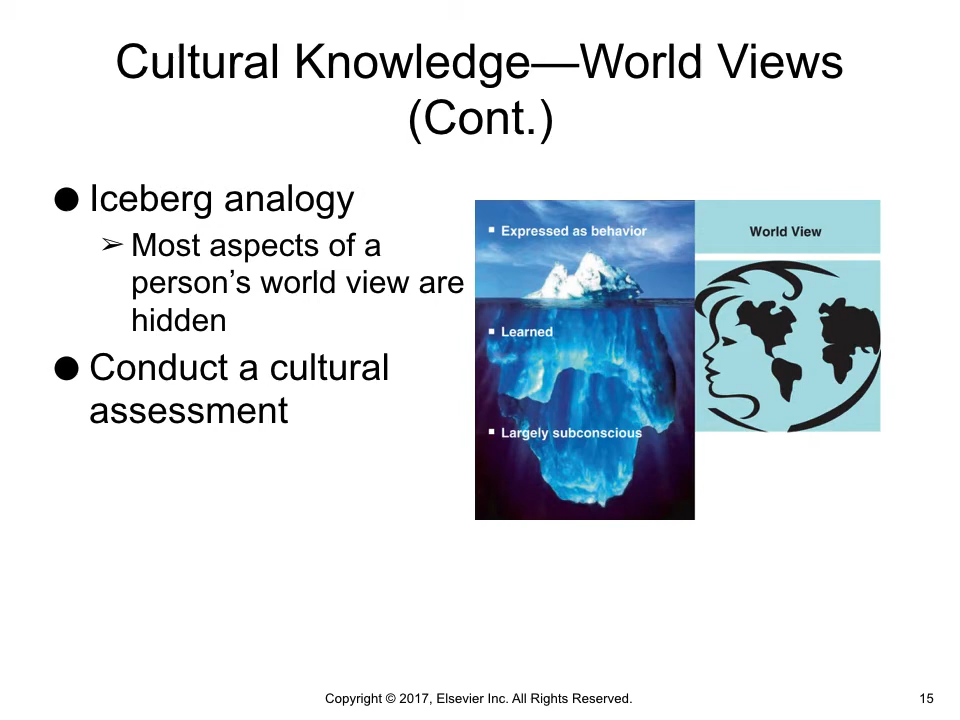 Cultural Knowledge—World Views
(Cont.)
● Iceberg analogy
➢ Most aspects of a
person’s world view are
hidden
● Conduct a cultural
assessment
▪ Expressed as behavior
▪ Learned
▪ Largely subconscious
World View
Copyright © 2017, Elsevier Inc. All Rights Reserved.
15